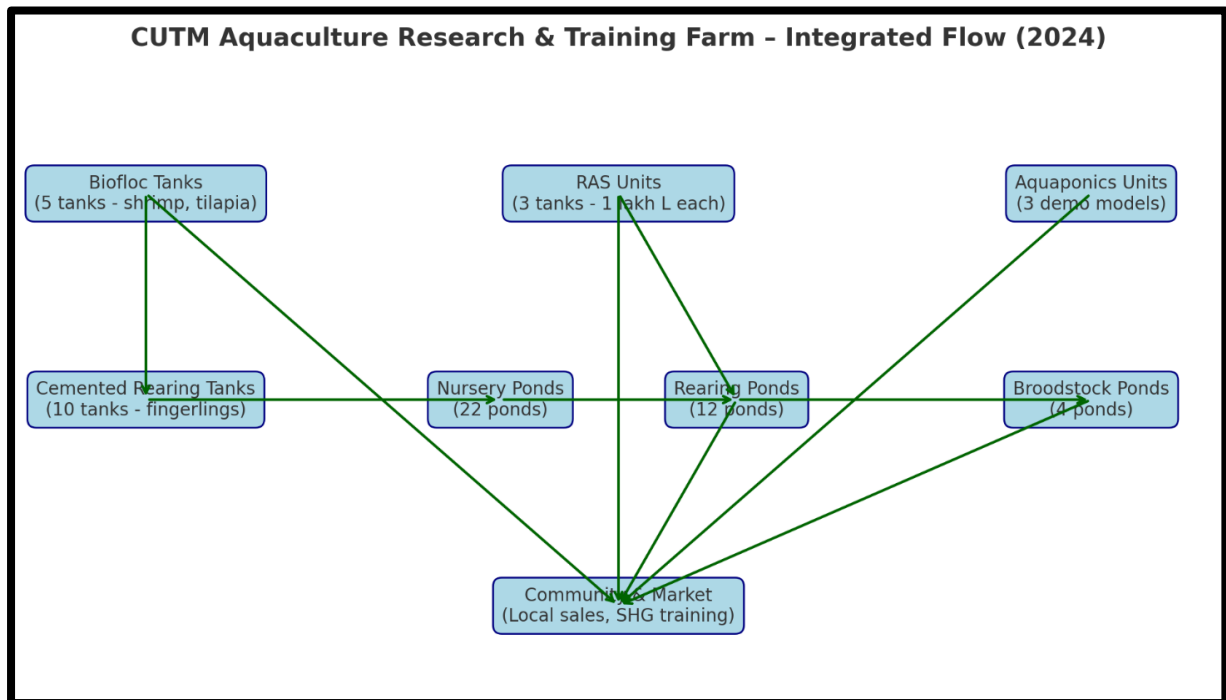 CUTM Aquaculture Research & Training Farm – Integrated Flow (2024)
Biofloc Tanks
(5 tanks - shrimp, tilapia)
RAS Units
(3 tanks - 1 lakh L each)
Aquaponics Units
(3 demo models)
Cemented Rearing Tanks
(10 tanks - fingerlings)
Nursery Ponds
(22 ponds)
Rearing Ponds
(12 ponds)
Broodstock Ponds
(4 ponds)
Community & Market
(Local sales, SHG training)